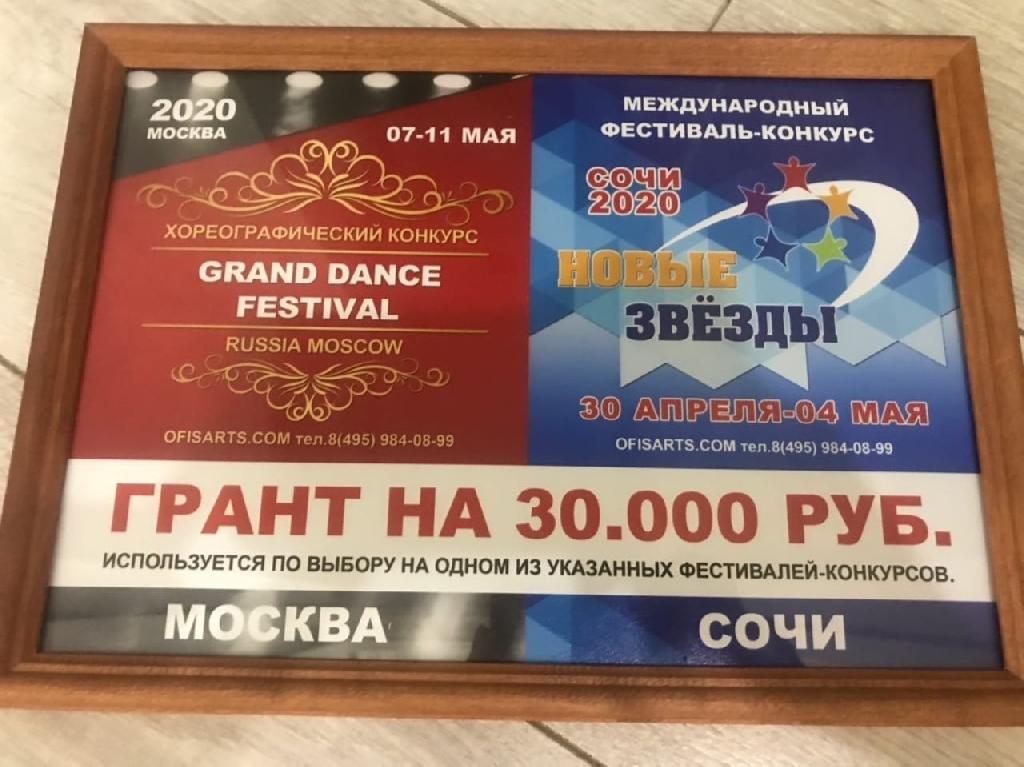 2020
МОСКВА
07-11 МАЯ
ХОРЕОГРАФИЧЕСКИЙ КОНКУРС
GRAND DANCE
FESTIVAL
RUSSIA MOSCOW
OFISARTS.COM тел.8(495) 984-08-99
МЕЖДУНАРОДНЫЙ
ФЕСТИВАЛЬ-КОНКУРС
СОЧИ
2020
НОВЫЕ
ЗВЁЗДЫ
30 АПРЕЛЯ-04 МАЯ
OFISARTS.COM тел.8(495) 984-08-99
ГРАНТ НА 30.000 РУБ.
ИСПОЛЬЗУЕТСЯ ПО ВЫБОРУ НА ОДНОМ ИЗ УКАЗАННЫХ ФЕСТИВАЛЕЙ-КОНКУРСОВ.
МОСКВА
СОЧИ